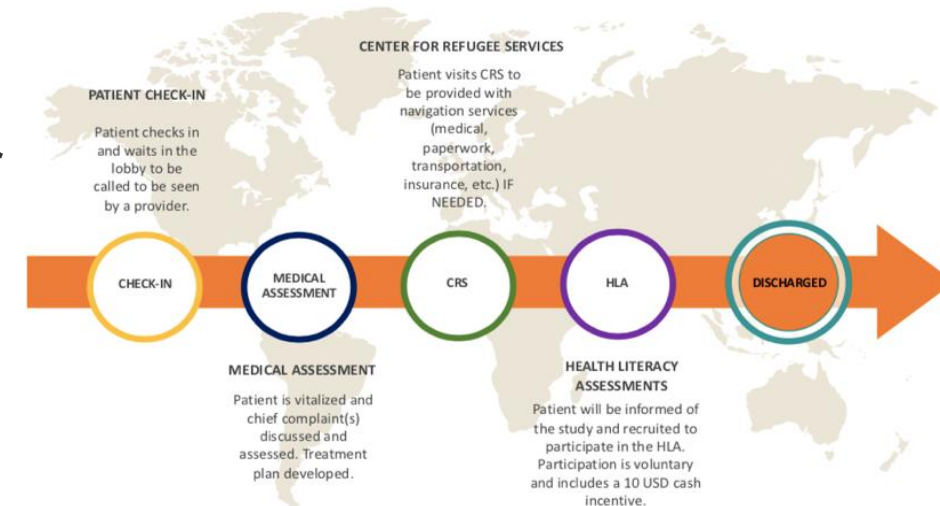 PATIENT CHECK-IN
Patient checks in
and waits in the
lobby to be
called to be seen
by a provider.
CENTER FOR REFUGEE SERVICES
Patient visits CRS to
be provided with
navigation services
(medical,
paperwork,
transportation,
insurance, etc.) IF
NEEDED.
CHECK-IN
MEDICAL
ASSESSMENT
CRS
HLA
DISCHARGED
MEDICAL ASSESSMENT
Patient is vitalized and
chief complaint(s)
discussed and
assessed. Treatment
plan developed.
HEALTH LITERACY
ASSESSMENTS
Patient will be informed of
the study and recruited to
participate in the HLA.
Participation is voluntary
and includes a 10 USD cash
incentive.